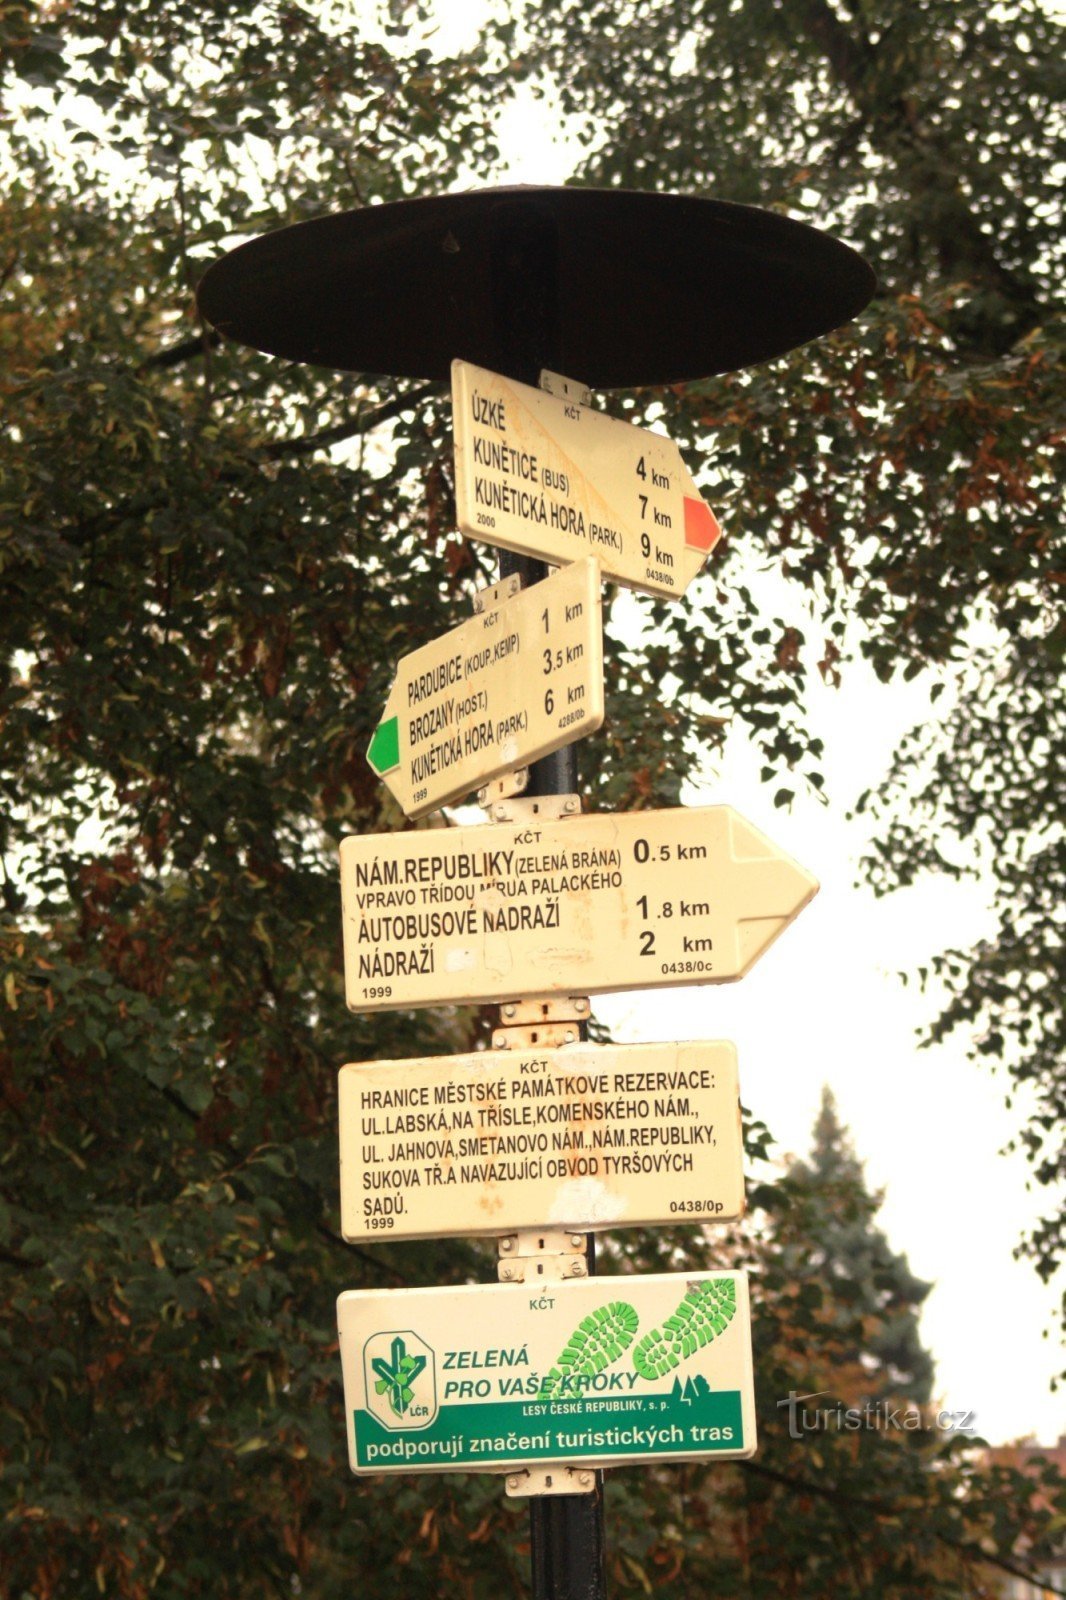 KČT
ÚZKÉ 4 km
KUNĚTICE (BUS) 7 km
KUNĚTICKÁ HORA (PARK.) 9 km
2000 0438/0b
KČT
PARDUBICE (KOUP.,KEMP) 1 km
BROZANY (HOST.) 3.5 km
KUNĚTICKÁ HORA (PARK.) 6 km
1999 4288/0b
KČT
NÁM.REPUBLIKY (ZELENÁ BRÁNA) 0.5 km
VPRAVO TŘÍDOU MÍRU A PALACKÉHO
AUTOBUSOVÉ NÁDRAŽÍ 1.8 km
NÁDRAŽÍ 2 km
1999 0438/0c
KČT
HRANICE MĚSTSKÉ PAMÁTKOVE REZERVACE:
UL.LABSKÁ,NA TŘÍSLE,KOMENSKÉHO NÁM.,
UL. JAHNOVA,SMETANOVO NÁM.,NÁM.REPUBLIKY,
SUKOVA TŘ.A NAVAZUJÍCÍ OBVOD TYRŠOVÝCH
SADŮ.
1999 0438/0p
KČT
ZELENÁ
PRO VAŠE KROKY
LČR
LESY ČESKÉ REPUBLIKY, s. p.
podporují značení turistických tras
Turistika.cz